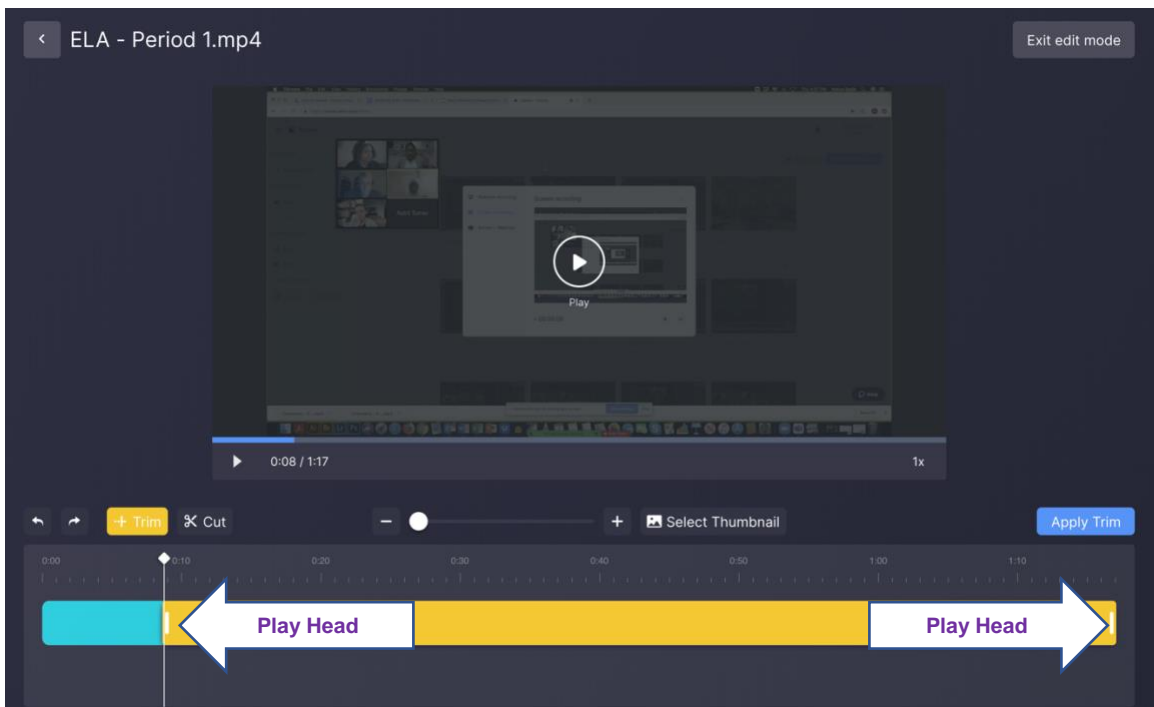 ELA - Period 1.mp4
Exit edit mode
Play
0:08 / 1:17
1x
+ Trim
Cut
Select Thumbnail
Apply Trim
0:00 0:10 0:20 0:30 0:40 0:50 1:00 1:10
Play Head
Play Head